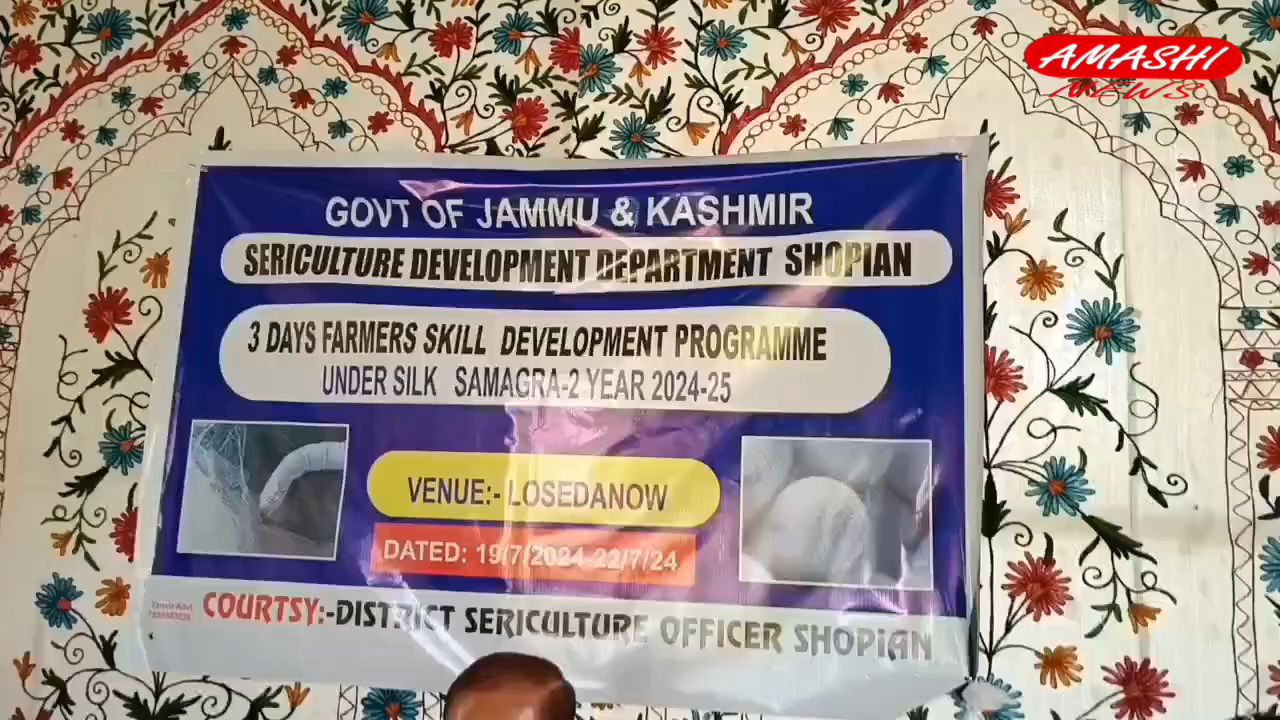 AMASHI
NEWS
GOVT OF JAMMU & KASHMIR
SERICULTURE DEVELOPMENT DEPARTMENT SHOPIAN
3 DAYS FARMERS SKILL DEVELOPMENT PROGRAMME
UNDER SILK SAMAGRA-2 YEAR 2024-25
VENUE:- LOSEDANOW
DATED: 19/7/2024-22/7/24
COURTSY:-DISTRICT SERICULTURE OFFICER SHOPIAN